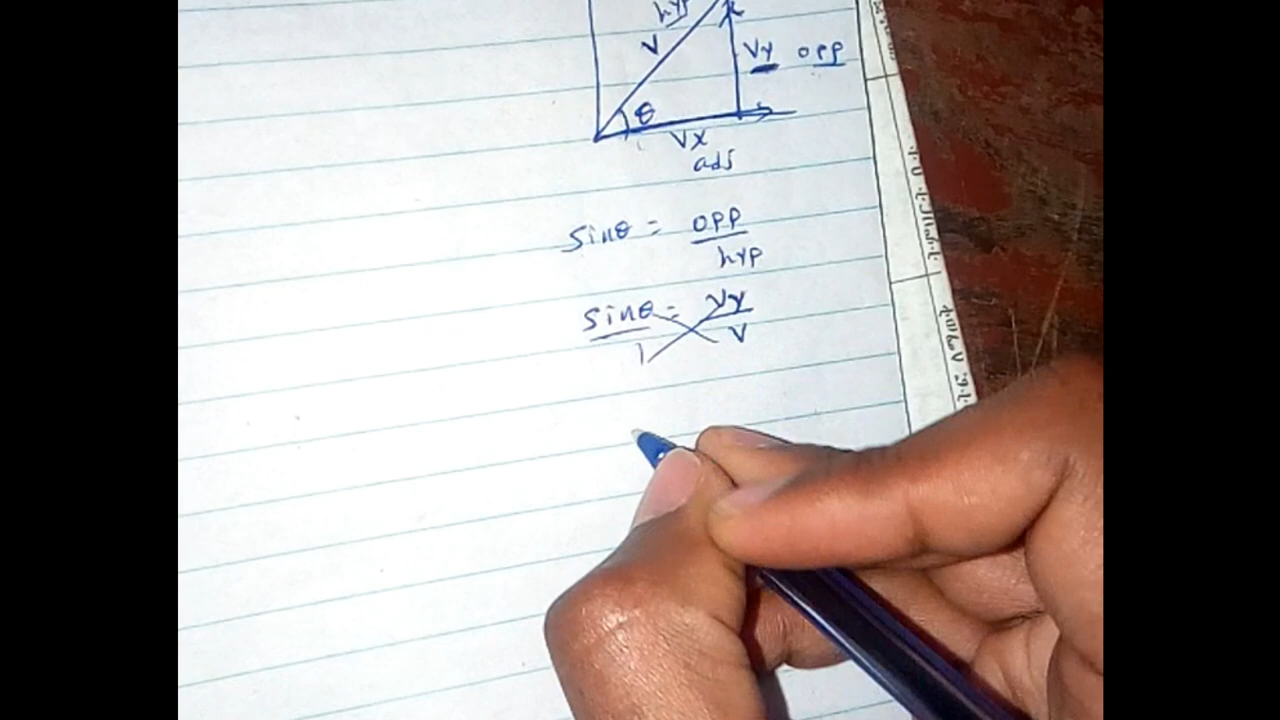 hyp
V
Vy opp
θ
Vx
adj
sinθ = opp
hyp
sinθ = Vy
1 V